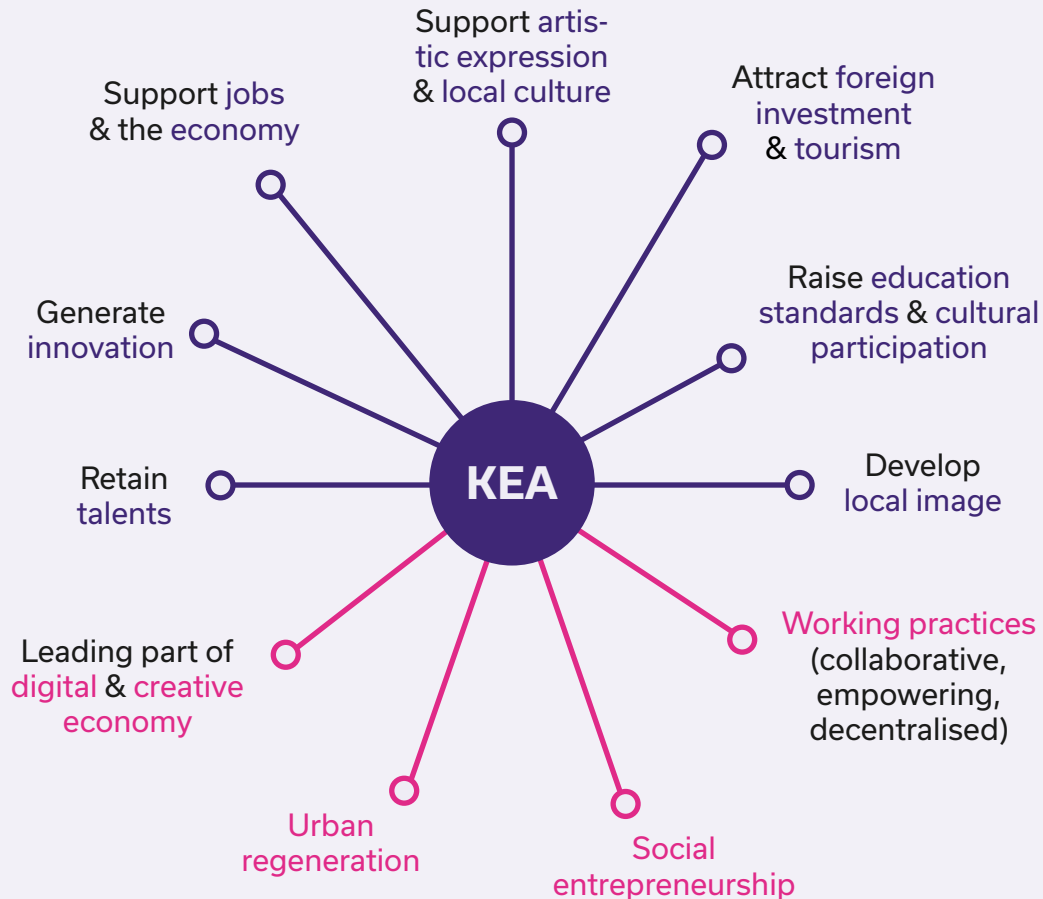 Support artis-
tic expression
& local culture
Attract foreign
investment
& tourism
Support jobs
& the economy
Raise education
standards & cultural
participation
Generate
innovation
KEA
Retain
talents
Develop
local image
Working practices
(collaborative,
empowering,
decentralised)
Leading part of
digital & creative
economy
Urban
regeneration
Social
entrepreneurship